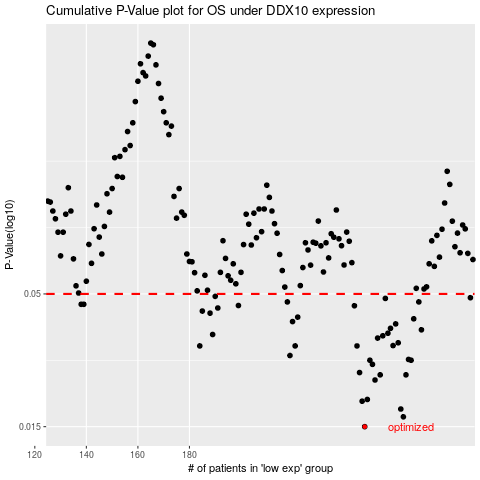 Cumulative P-Value plot for OS under DDX10 expression
P-Value(log10)
0.05
0.015
optimized
120 140 160 180
# of patients in 'low exp' group